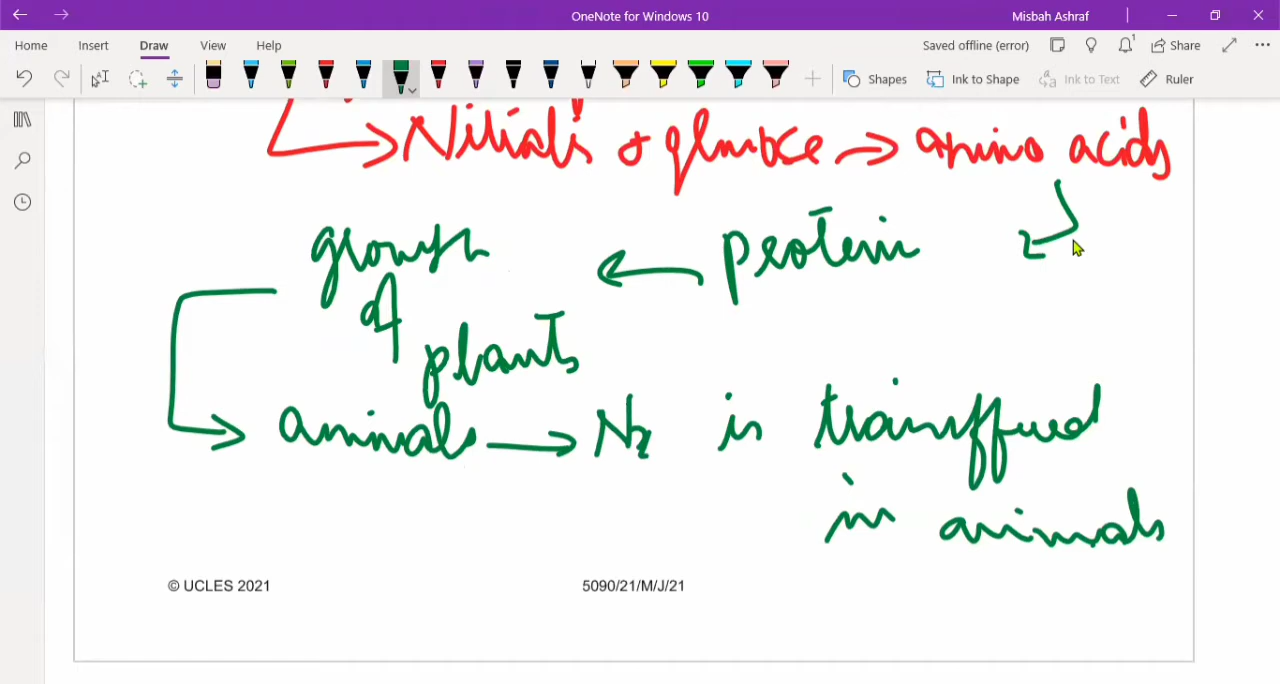 OneNote for Windows 10
Misbah Ashraf
Home Insert Draw View Help
Saved offline (error) 1 Share
Shapes Ink to Shape Ink to Text Ruler
+ glucose → amino acids
growth ← protein
of
plants
animals → N2 is
in animals
© UCLES 2021 5090/21/M/J/21